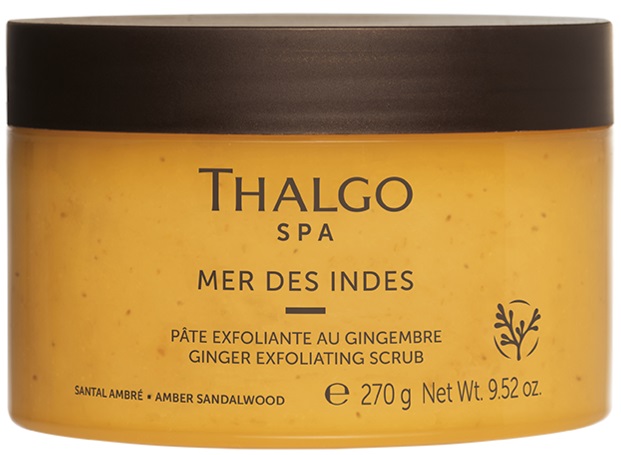 THALGO
SPA
MER DES INDES
PÂTE EXFOLIANTE AU GINGEMBRE
GINGER EXFOLIATING SCRUB
SANTAL AMBRÉ ▪ AMBER SANDALWOOD ℮ 270 g Net Wt. 9.52 oz.